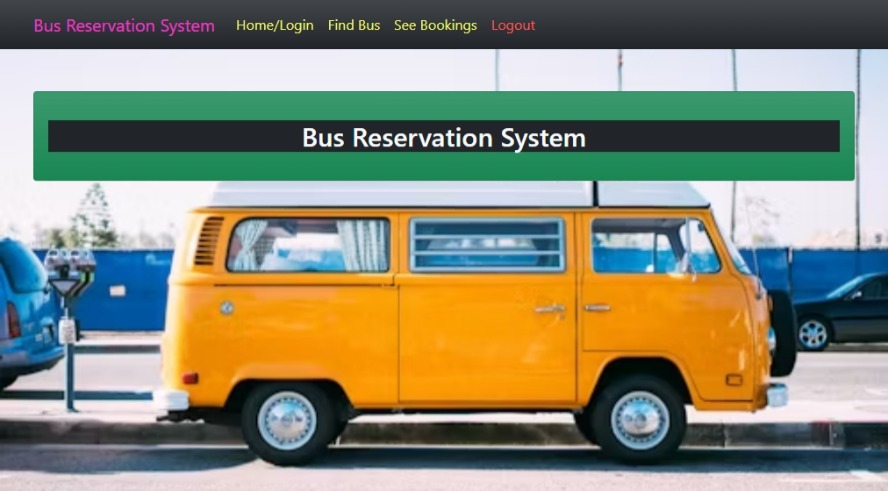 Bus Reservation System Home/Login Find Bus See Bookings Logout
Bus Reservation System